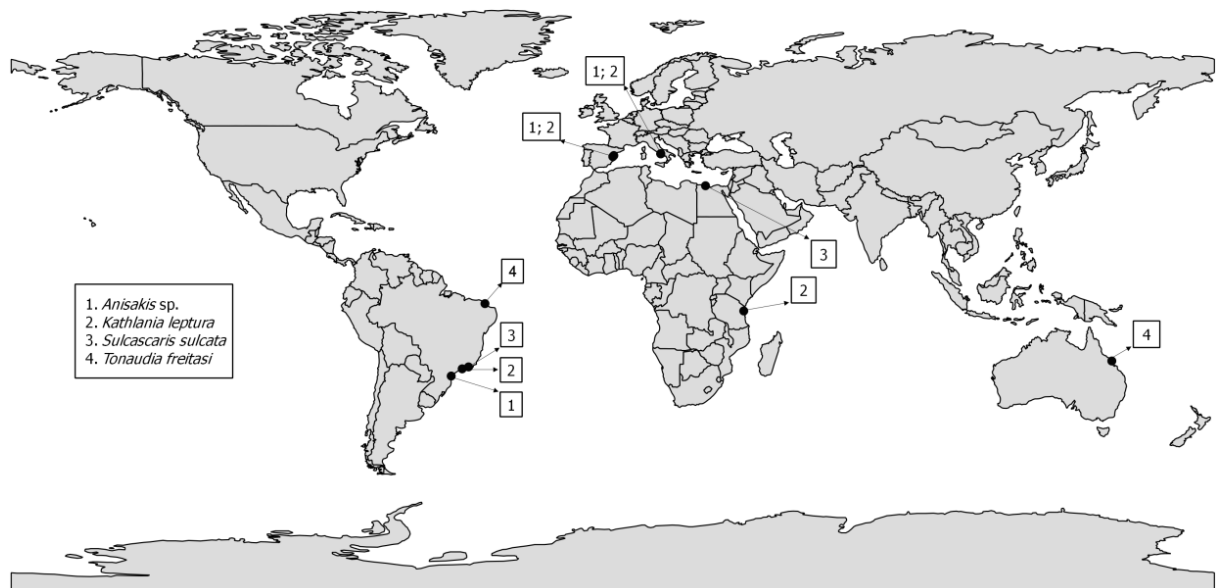 1; 2
1; 2
3
4
2
1. Anisakis sp.
2. Kathlania leptura
3. Sulcascaris sulcata
4. Tonaudia freitasi
3
4
2
1